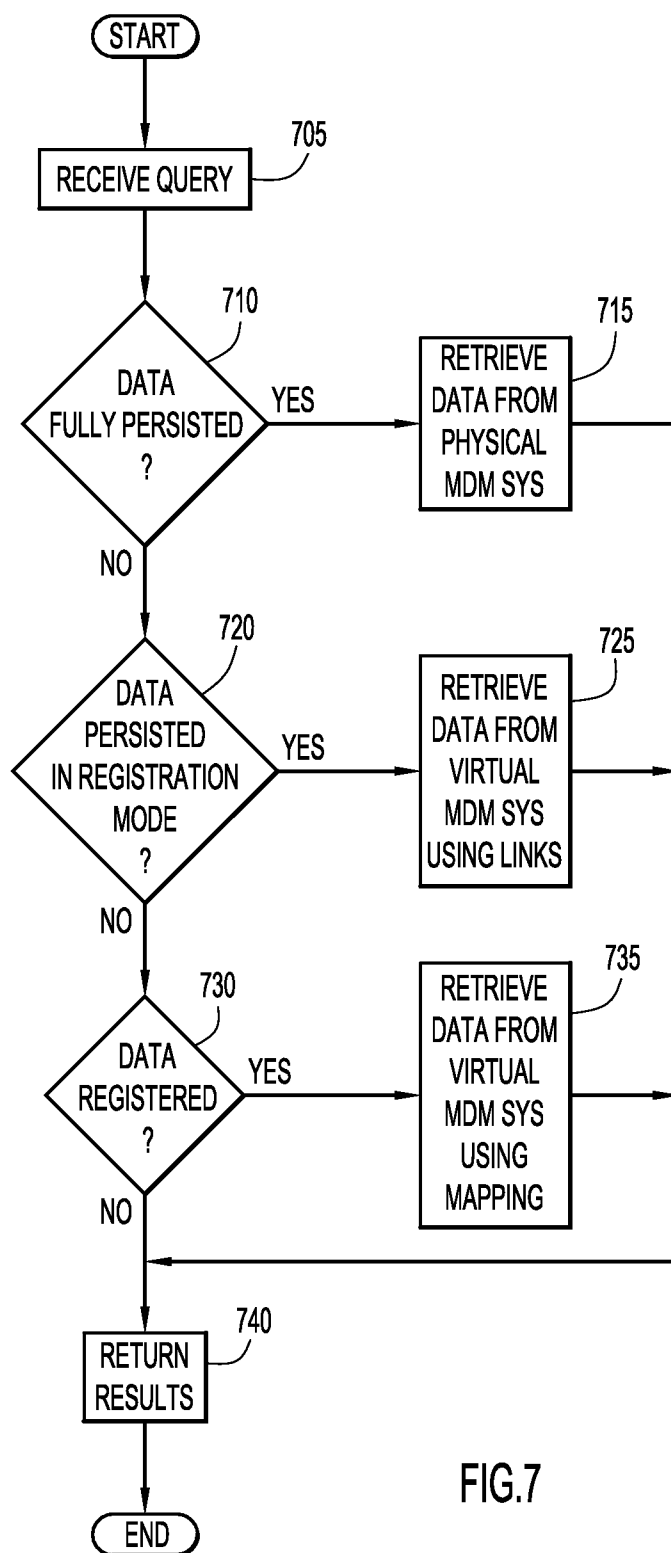 START
705
RECEIVE QUERY
710
DATA
FULLY PERSISTED
?
YES
NO
715
RETRIEVE
DATA FROM
PHYSICAL
MDM SYS
720
DATA
PERSISTED
IN REGISTRATION
MODE
?
YES
NO
725
RETRIEVE
DATA FROM
VIRTUAL
MDM SYS
USING LINKS
730
DATA
REGISTERED
?
YES
NO
735
RETRIEVE
DATA FROM
VIRTUAL
MDM SYS
USING
MAPPING
740
RETURN
RESULTS
END
FIG.7